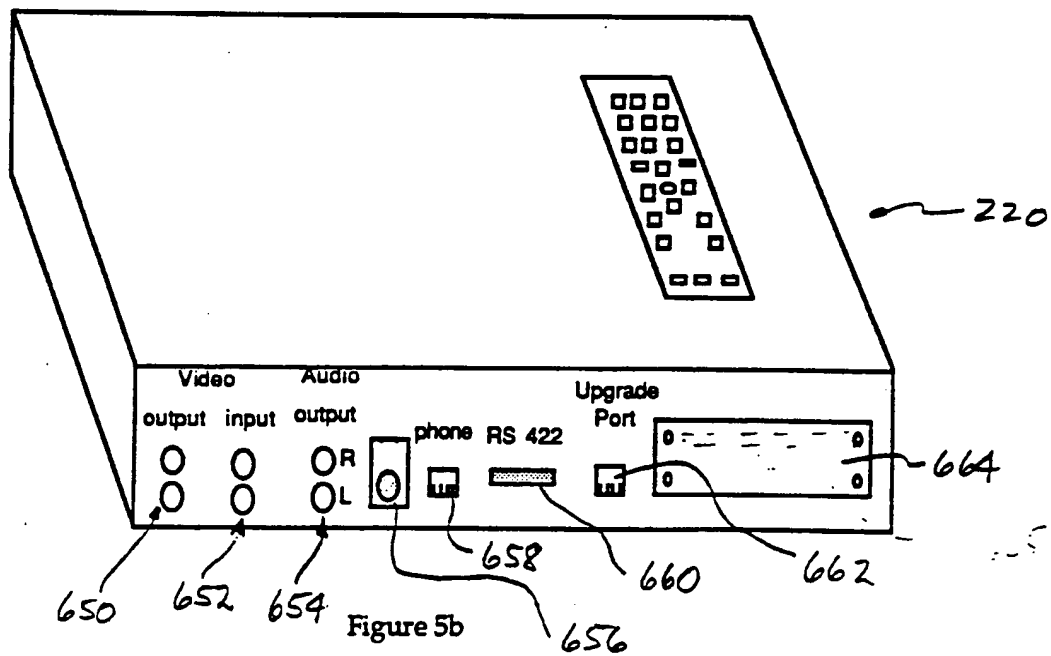 220
Video Audio Upgrade
output input output phone RS 422 Port
R
L
664
650 652 654 658 660 662
Figure 5b 656